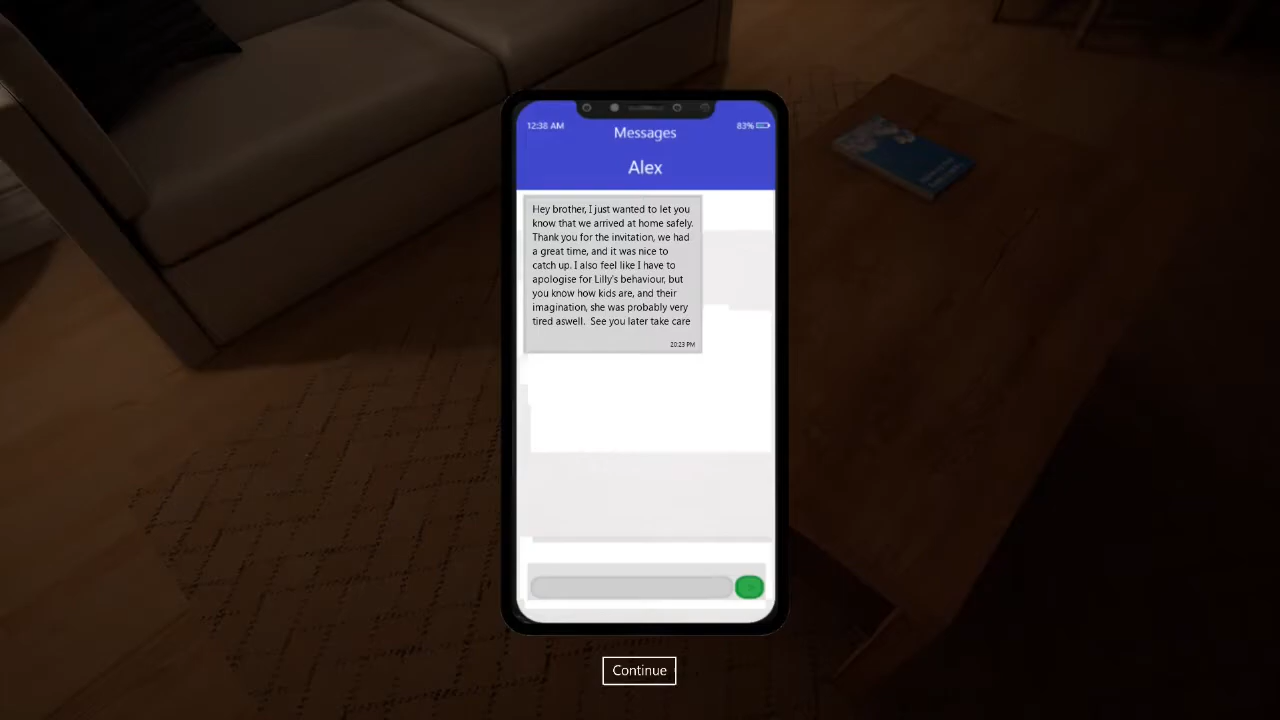 12:38 AM
83%
Messages
Alex
Hey brother, I just wanted to let you
know that we arrived at home safely.
Thank you for the invitation, we had
a great time, and it was nice to
catch up. I also feel like I have to
apologise for Lilly's behaviour, but
you know how kids are, and their
imagination, she was probably very
tired aswell.  See you later take care
20:23 PM
Continue